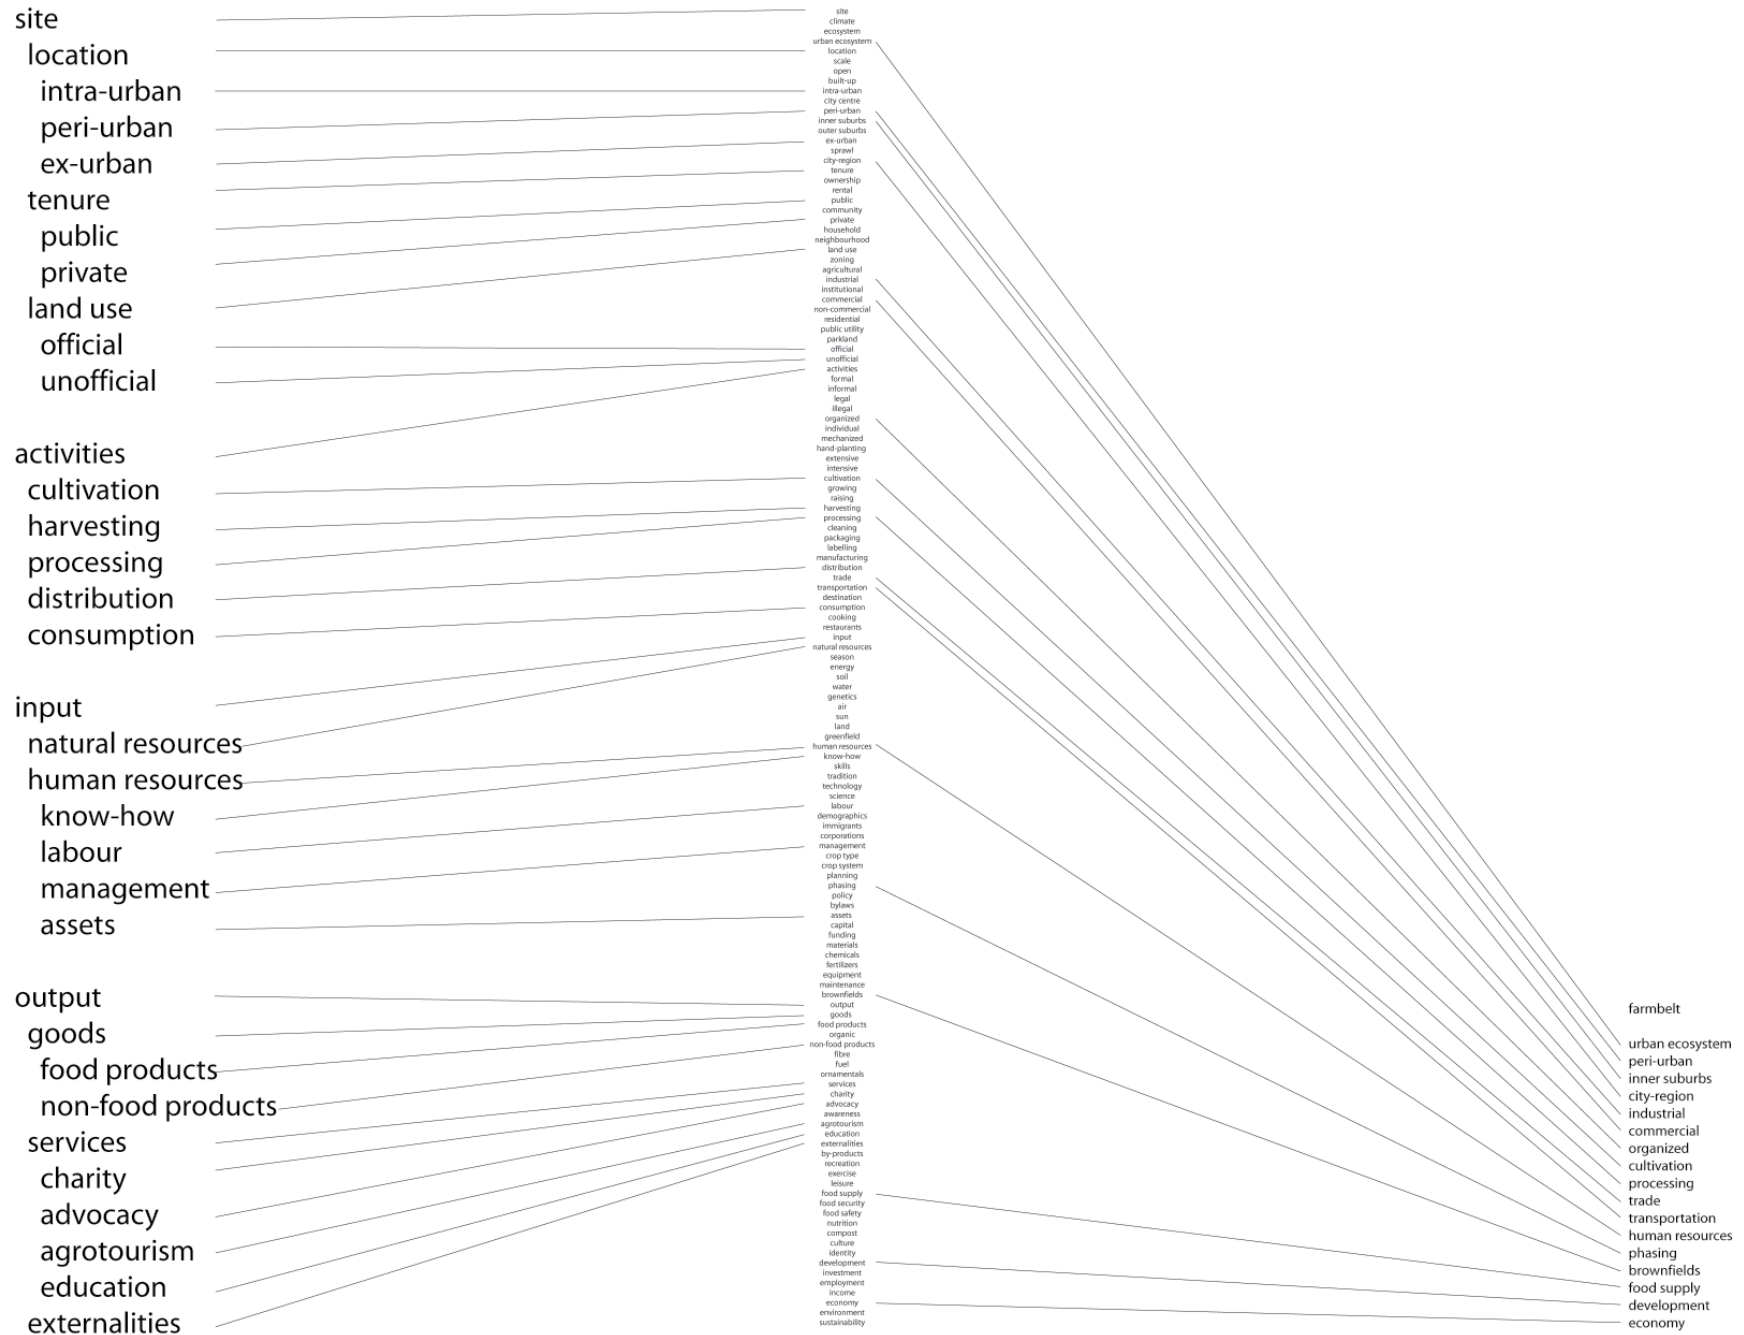 site
location
intra-urban
peri-urban
ex-urban
tenure
public
private
land use
official
unofficial
activities
cultivation
harvesting
processing
distribution
consumption
input
natural resources
human resources
know-how
labour
management
assets
output
goods
food products
non-food products
services
charity
advocacy
agrotourism
education
externalities
site
climate
ecosystem
urban ecosystem
location
scale
open
built-up
intra-urban
city centre
peri-urban
inner suburbs
outer suburbs
ex-urban
sprawl
city-region
tenure
ownership
rental
public
community
private
household
neighbourhood
land use
zoning
agricultural
industrial
institutional
commercial
non-commercial
residential
public utility
parkland
official
unofficial
activities
formal
informal
legal
illegal
organized
individual
mechanized
hand-planting
extensive
intensive
cultivation
growing
raising
harvesting
processing
cleaning
packaging
labelling
manufacturing
distribution
trade
transportation
destination
consumption
cooking
restaurants
input
natural resources
season
energy
soil
water
genetics
air
sun
land
greenfield
human resources
know-how
skills
tradition
technology
science
labour
demographics
immigrants
corporations
management
crop type
crop system
planning
phasing
policy
bylaws
assets
capital
funding
materials
chemicals
fertilizers
equipment
maintenance
brownfields
output
goods
food products
organic
non-food products
fibre
fuel
ornamentals
services
charity
advocacy
awareness
agrotourism
education
externalities
by-products
recreation
exercise
leisure
food supply
food security
food safety
nutrition
compost
culture
identity
development
investment
employment
income
economy
environment
sustainability
farmbelt
urban ecosystem
peri-urban
inner suburbs
city-region
industrial
commercial
organized
cultivation
processing
trade
transportation
human resources
phasing
brownfields
food supply
development
economy